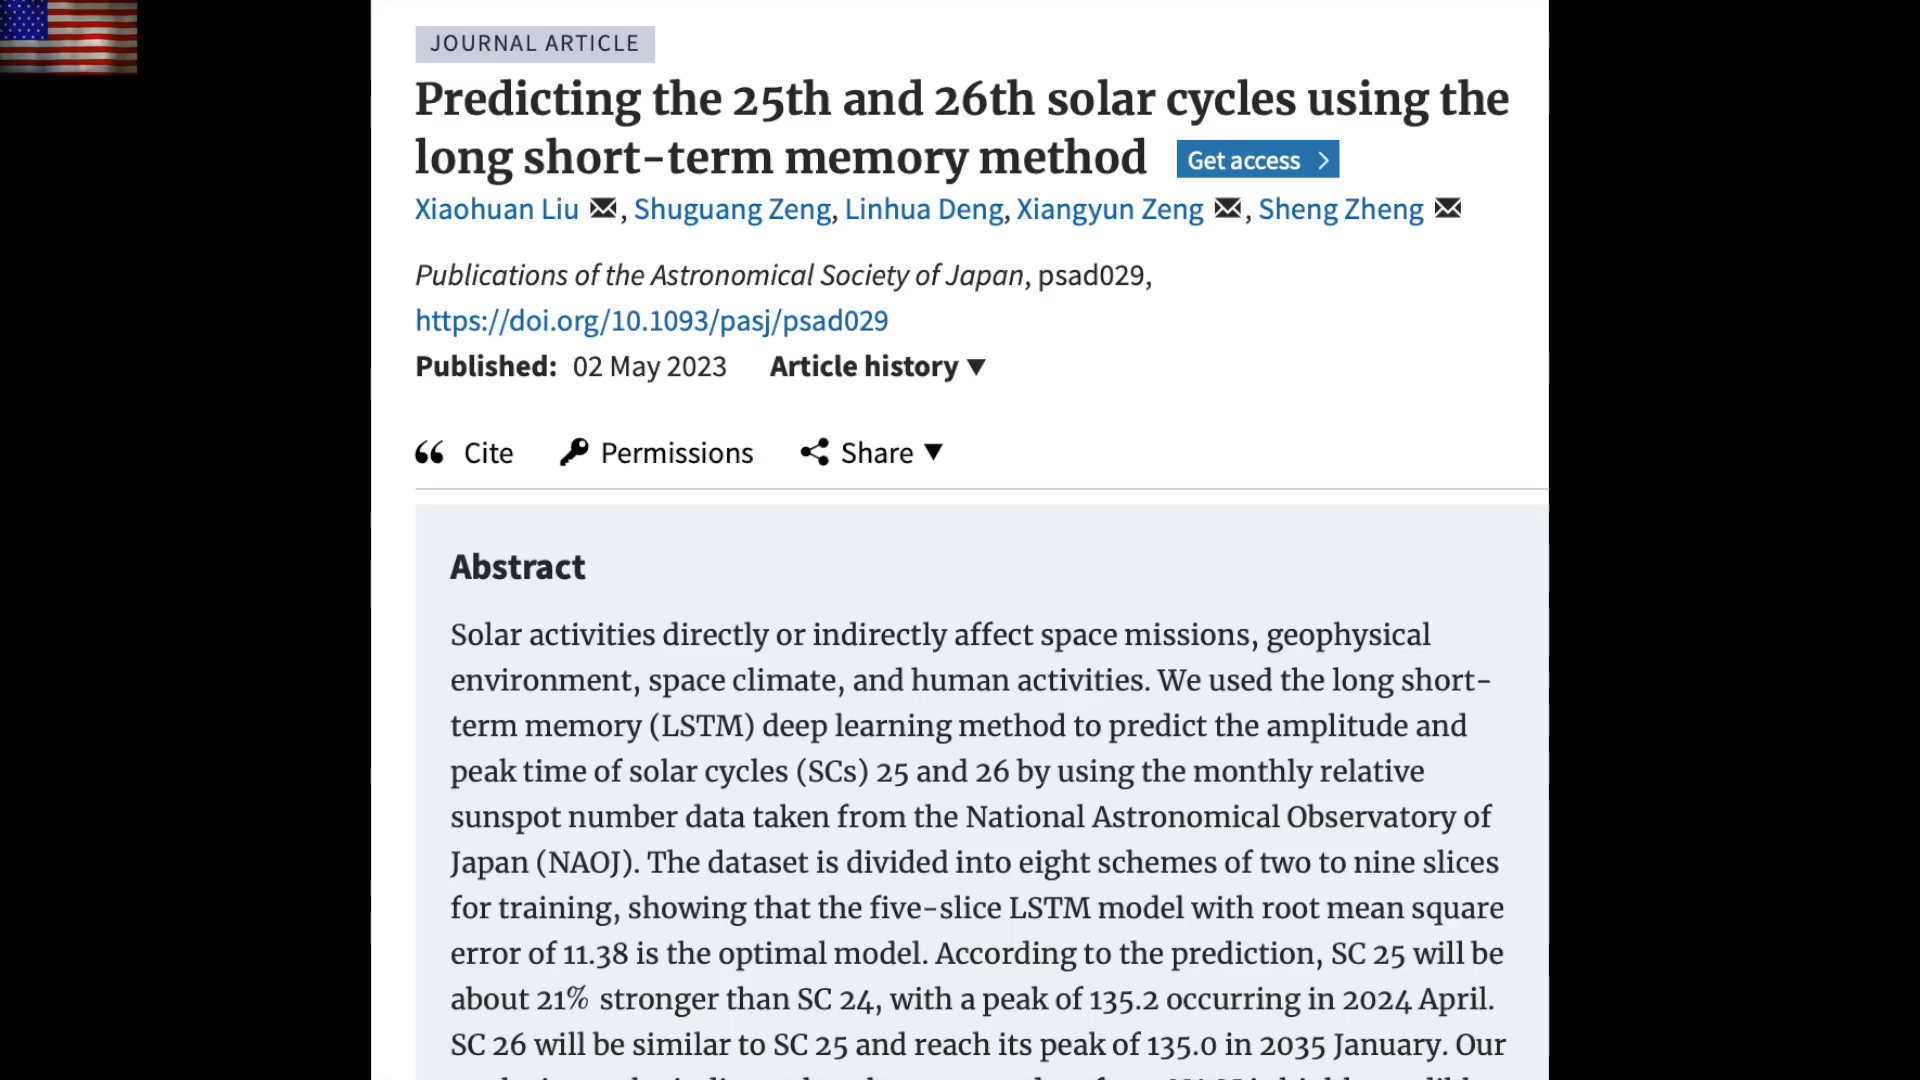 JOURNAL ARTICLE
Predicting the 25th and 26th solar cycles using the
long short-term memory method Get access
Xiaohuan Liu, Shuguang Zeng, Linhua Deng, Xiangyun Zeng, Sheng Zheng
Publications of the Astronomical Society of Japan, psad029,
https://doi.org/10.1093/pasj/psad029
Published: 02 May 2023 Article history ▼
Cite Permissions Share ▼
Abstract
Solar activities directly or indirectly affect space missions, geophysical
environment, space climate, and human activities. We used the long short-
term memory (LSTM) deep learning method to predict the amplitude and
peak time of solar cycles (SCs) 25 and 26 by using the monthly relative
sunspot number data taken from the National Astronomical Observatory of
Japan (NAOJ). The dataset is divided into eight schemes of two to nine slices
for training, showing that the five-slice LSTM model with root mean square
error of 11.38 is the optimal model. According to the prediction, SC 25 will be
about 21% stronger than SC 24, with a peak of 135.2 occurring in 2024 April.
SC 26 will be similar to SC 25 and reach its peak of 135.0 in 2035 January. Our